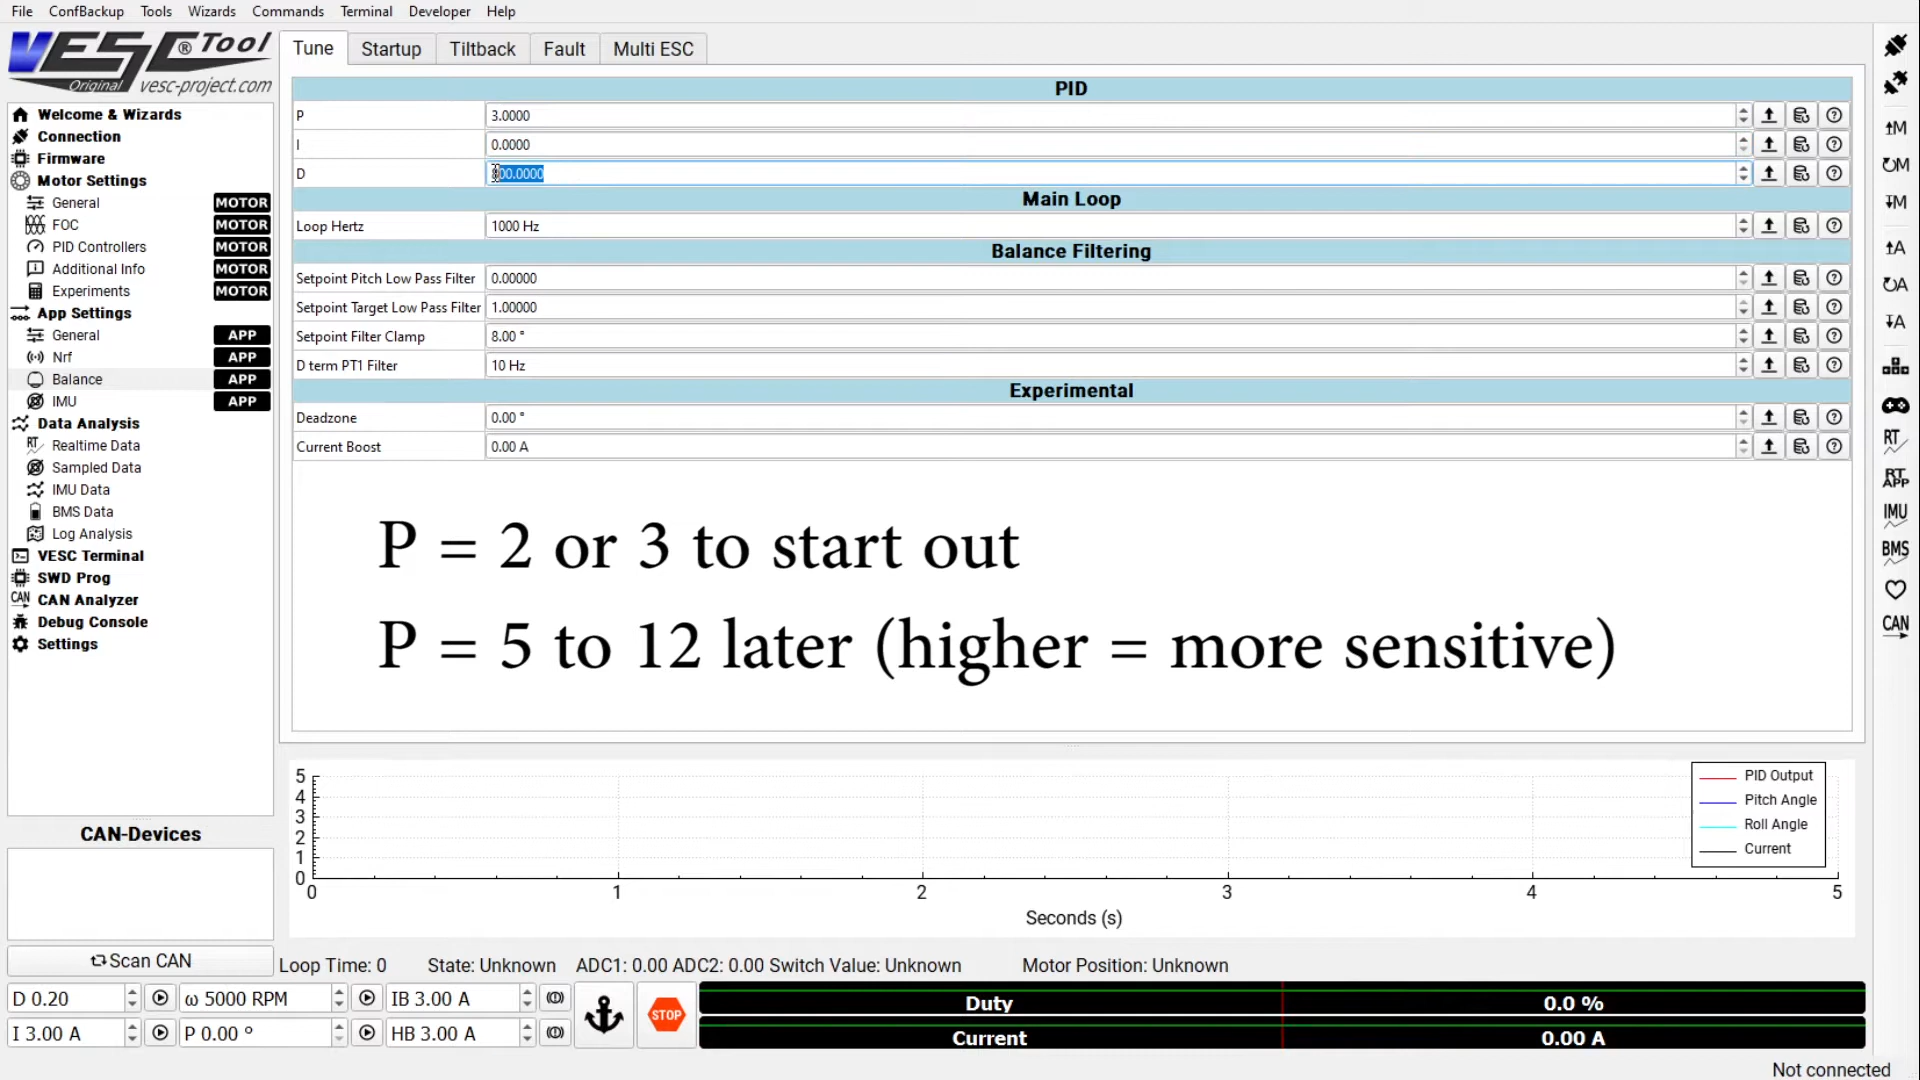 File ConfBackup Tools Wizards Commands Terminal Developer Help
VESC® Tool
Original vesc-project.com
Tune Startup Tiltback Fault Multi ESC
Welcome & Wizards
Connection
Firmware
Motor Settings
General MOTOR
FOC MOTOR
PID Controllers MOTOR
Additional Info MOTOR
Experiments MOTOR
App Settings
General APP
Nrf APP
Balance APP
IMU APP
Data Analysis
RT Realtime Data
Sampled Data
IMU Data
BMS Data
Log Analysis
VESC Terminal
SWD Prog
CAN CAN Analyzer
Debug Console
Settings
CAN-Devices
Scan CAN
PID
P 3.0000
I 0.0000
D 00.0000
Main Loop
Loop Hertz 1000 Hz
Balance Filtering
Setpoint Pitch Low Pass Filter 0.00000
Setpoint Target Low Pass Filter 1.00000
Setpoint Filter Clamp 8.00 °
D term PT1 Filter 10 Hz
Experimental
Deadzone 0.00 °
Current Boost 0.00 A
P = 2 or 3 to start out
P = 5 to 12 later (higher = more sensitive)
5
4
3
2
1
0
0 1 2 3 4 5
Seconds (s)
PID Output
Pitch Angle
Roll Angle
Current
Loop Time: 0 State: Unknown ADC1: 0.00 ADC2: 0.00 Switch Value: Unknown Motor Position: Unknown
D 0.20 ω 5000 RPM IB 3.00 A
I 3.00 A P 0.00 ° HB 3.00 A
STOP
Duty 0.0 %
Current 0.00 A
Not connected
M
M
M
A
A
A
RT
RT
APP
IMU
BMS
CAN